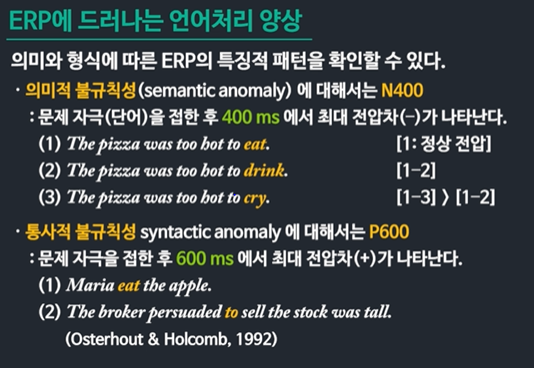 ERP에 드러나는 언어처리 양상
의미와 형식에 따른 ERP의 특징적 패턴을 확인할 수 있다.
· 의미적 불규칙성(semantic anomaly) 에 대해서는 N400
: 문제 자극(단어)을 접한 후 400 ms 에서 최대 전압차(−)가 나타난다.
(1) The pizza was too hot to eat. [1: 정상 전압]
(2) The pizza was too hot to drink. [1−2]
(3) The pizza was too hot to cry. [1−3] > [1−2]
· 통사적 불규칙성 syntactic anomaly 에 대해서는 P600
: 문제 자극을 접한 후 600 ms 에서 최대 전압차(+)가 나타난다.
(1) Maria eat the apple.
(2) The broker persuaded to sell the stock was tall.
(Osterhout & Holcomb, 1992)